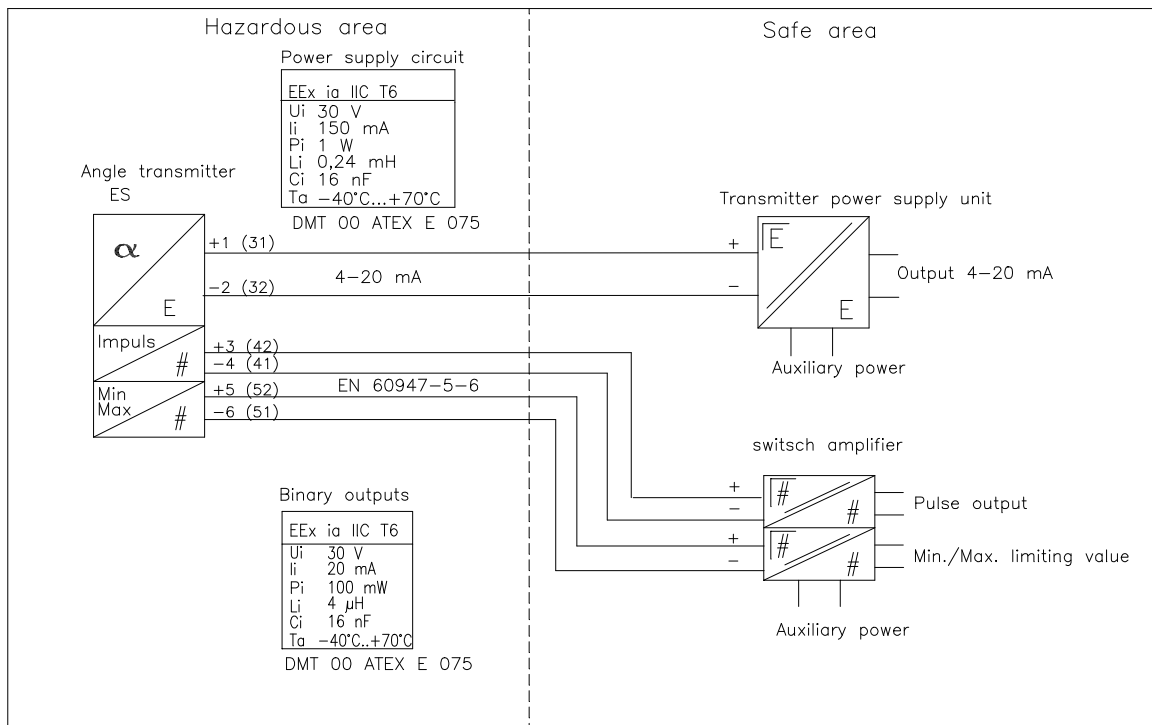 Hazardous area
Safe area
Power supply circuit
EEx ia IIC T6
Ui 30 V
Ii 150 mA
Pi 1 W
Li 0,24 mH
Ci 16 nF
Ta -40°C...+70°C
DMT 00 ATEX E 075
Angle transmitter
ES
α
E
+1 (31)
-2 (32)
4-20 mA
Impuls
#
+3 (42)
-4 (41)
Min
Max
#
+5 (52)
-6 (51)
EN 60947-5-6
Transmitter power supply unit
+
-
E
E
Output 4-20 mA
Auxiliary power
switsch amplifier
+
-
#
#
Pulse output
+
-
#
#
Min./Max. limiting value
Auxiliary power
Binary outputs
EEx ia IIC T6
Ui 30 V
Ii 20 mA
Pi 100 mW
Li 4 µH
Ci 16 nF
Ta -40°C..+70°C
DMT 00 ATEX E 075